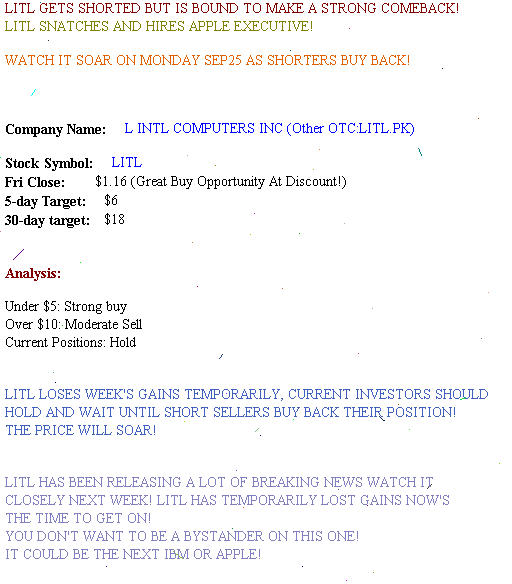 LITL GETS SHORTED BUT IS BOUND TO MAKE A STRONG COMEBACK!
LITL SNATCHES AND HIRES APPLE EXECUTIVE!
WATCH IT SOAR ON MONDAY SEP25 AS SHORTERS BUY BACK!
Company Name: L INTL COMPUTERS INC (Other OTC:LITL.PK)
Stock Symbol: LITL
Fri Close: $1.16 (Great Buy Opportunity At Discount!)
5-day Target: $6
30-day target: $18
Analysis:
Under $5: Strong buy
Over $10: Moderate Sell
Current Positions: Hold
LITL LOSES WEEK'S GAINS TEMPORARILY, CURRENT INVESTORS SHOULD
HOLD AND WAIT UNTIL SHORT SELLERS BUY BACK THEIR POSITION!
THE PRICE WILL SOAR!
LITL HAS BEEN RELEASING A LOT OF BREAKING NEWS WATCH IT
CLOSELY NEXT WEEK! LITL HAS TEMPORARILY LOST GAINS NOW'S
THE TIME TO GET ON!
YOU DON'T WANT TO BE A BYSTANDER ON THIS ONE!
IT COULD BE THE NEXT IBM OR APPLE!